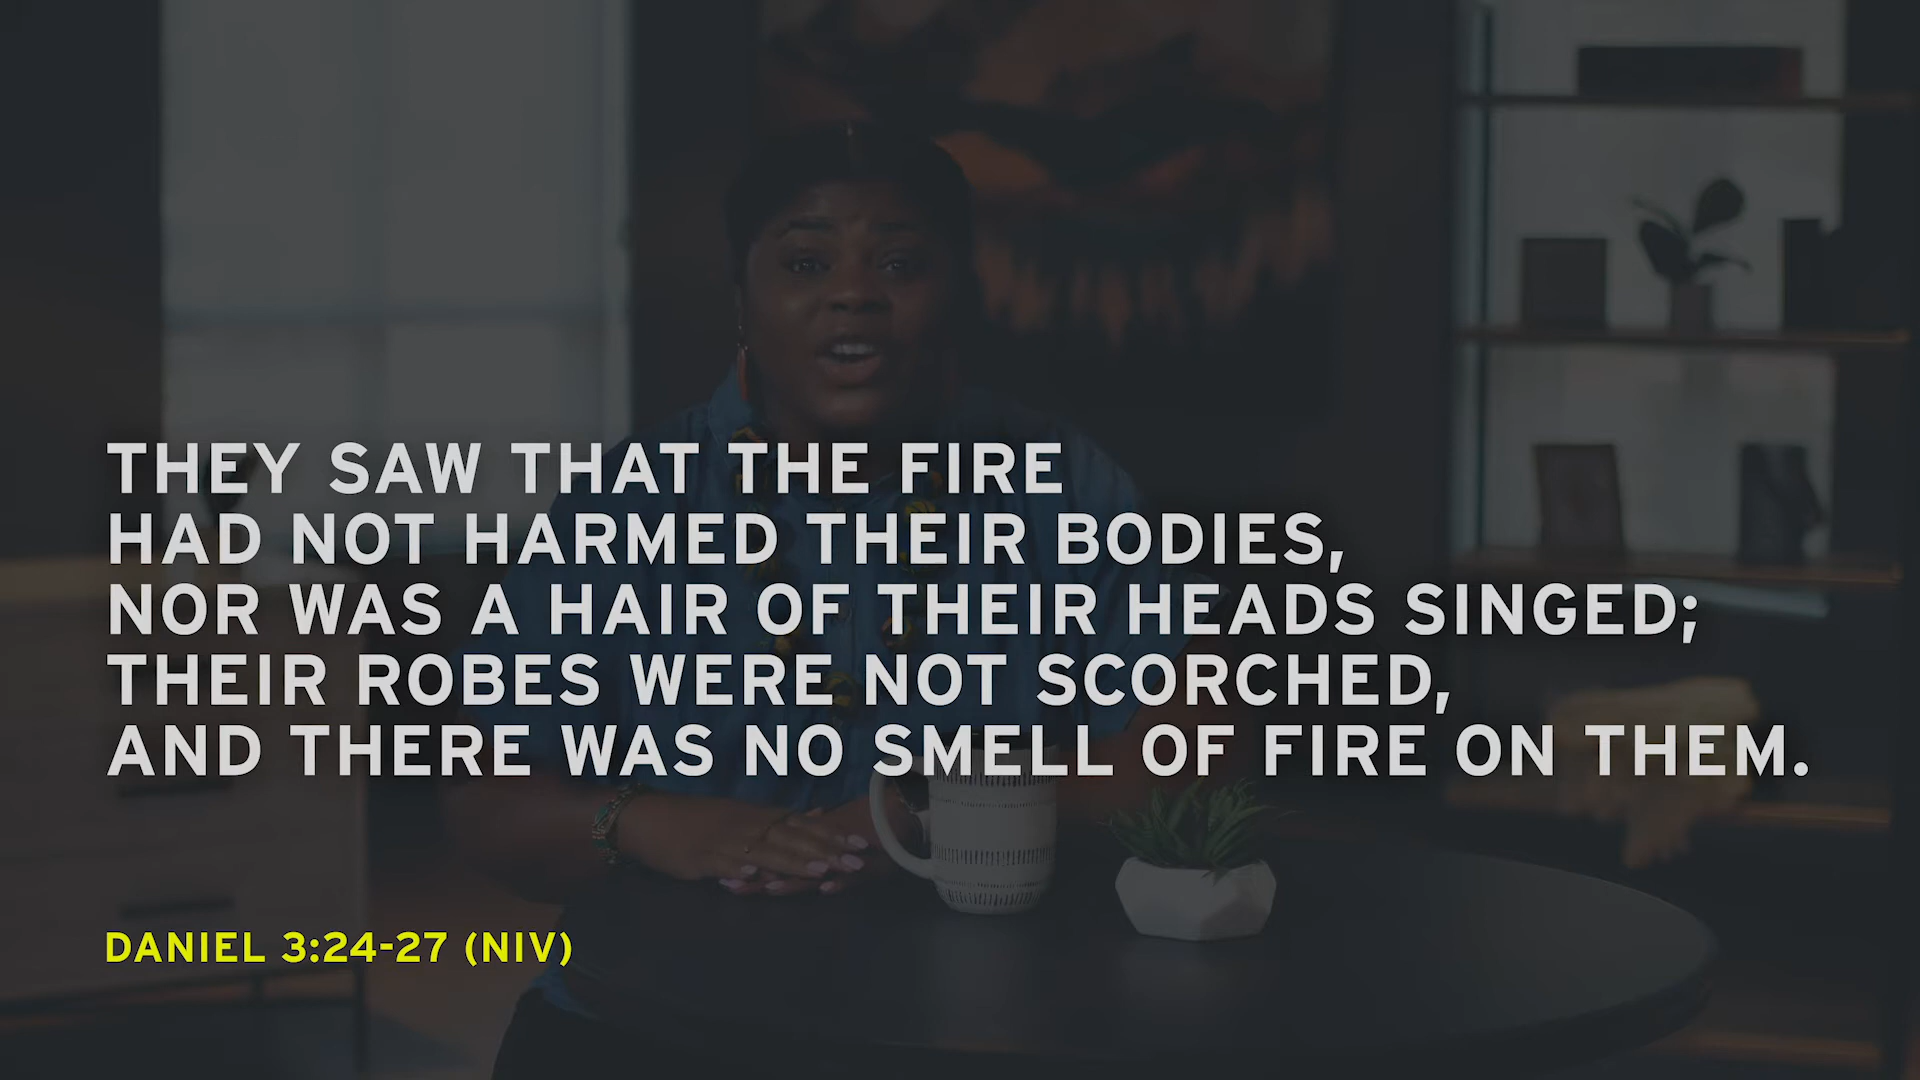 THEY SAW THAT THE FIRE
HAD NOT HARMED THEIR BODIES,
NOR WAS A HAIR OF THEIR HEADS SINGED;
THEIR ROBES WERE NOT SCORCHED,
AND THERE WAS NO SMELL OF FIRE ON THEM.
DANIEL 3:24-27 (NIV)